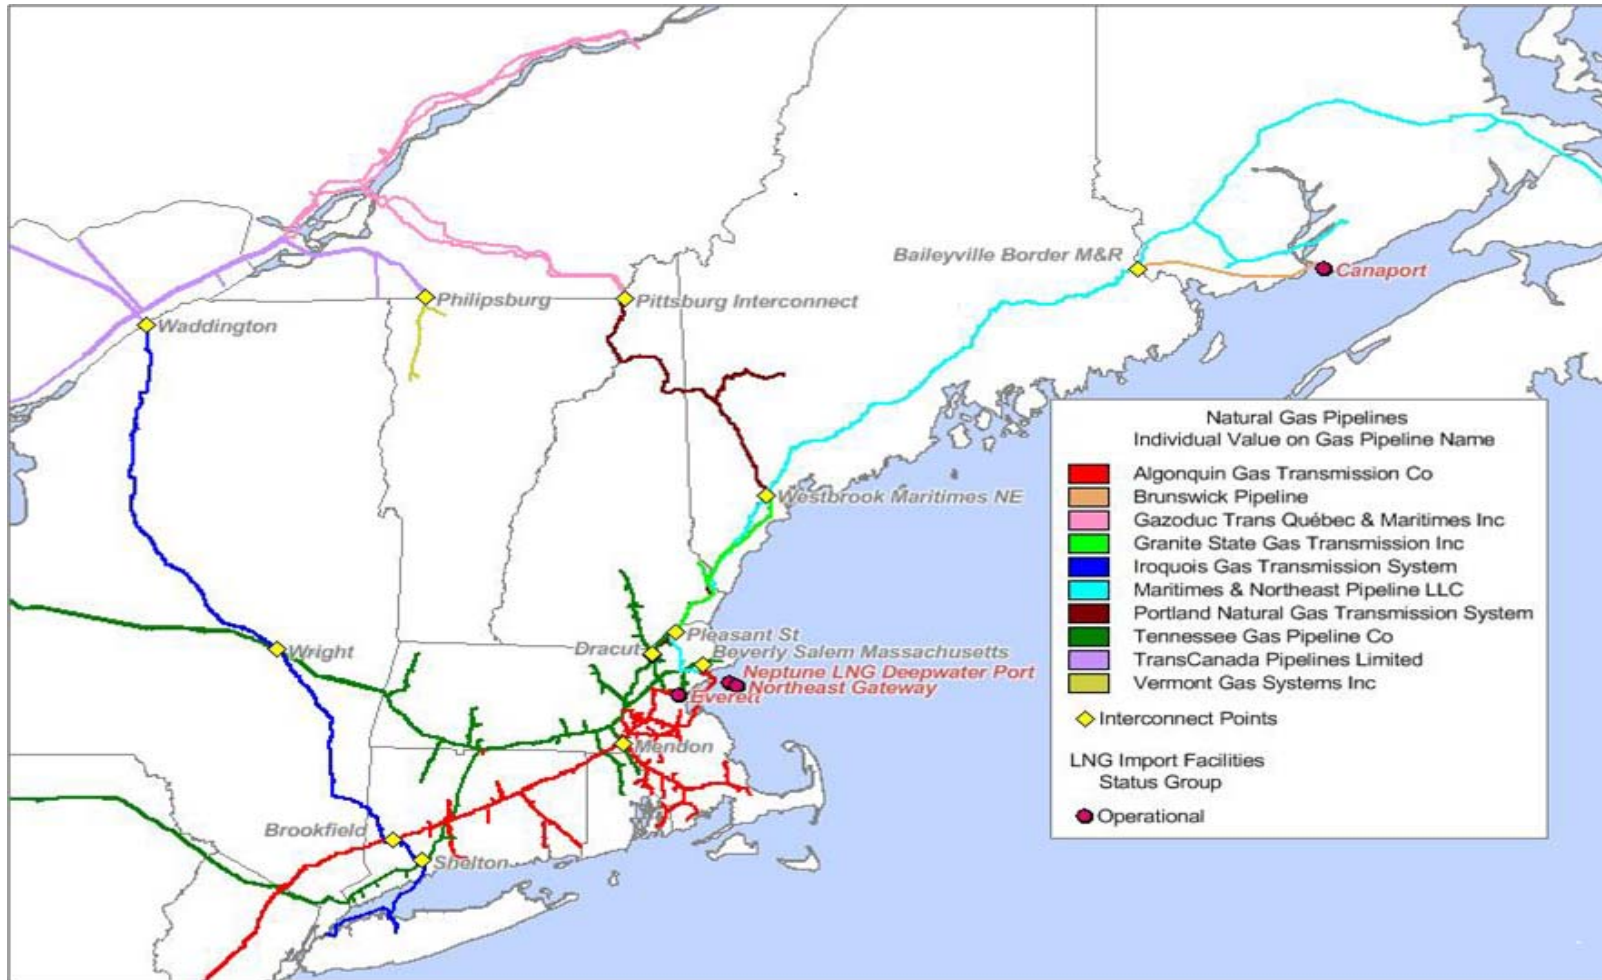 Baileyville Border M&R
Canaport
Philipsburg
Pittsburg Interconnect
Waddington
Westbrook Maritimes NE
Wright
Pleasant St
Dracut
Beverly Salem Massachusetts
Neptune LNG Deepwater Port
Northeast Gateway
Everett
Mendon
Brookfield
Shelton
Natural Gas Pipelines
Individual Value on Gas Pipeline Name
Algonquin Gas Transmission Co
Brunswick Pipeline
Gazoduc Trans Québec & Maritimes Inc
Granite State Gas Transmission Inc
Iroquois Gas Transmission System
Maritimes & Northeast Pipeline LLC
Portland Natural Gas Transmission System
Tennessee Gas Pipeline Co
TransCanada Pipelines Limited
Vermont Gas Systems Inc
Interconnect Points
LNG Import Facilities
Status Group
Operational